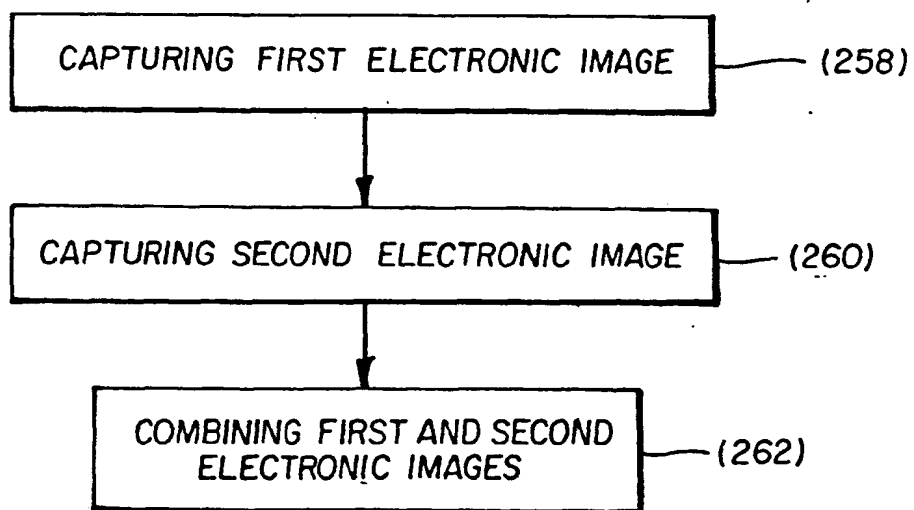 CAPTURING FIRST ELECTRONIC IMAGE
(258)
CAPTURING SECOND ELECTRONIC IMAGE
(260)
COMBINING FIRST AND SECOND
ELECTRONIC IMAGES
(262)